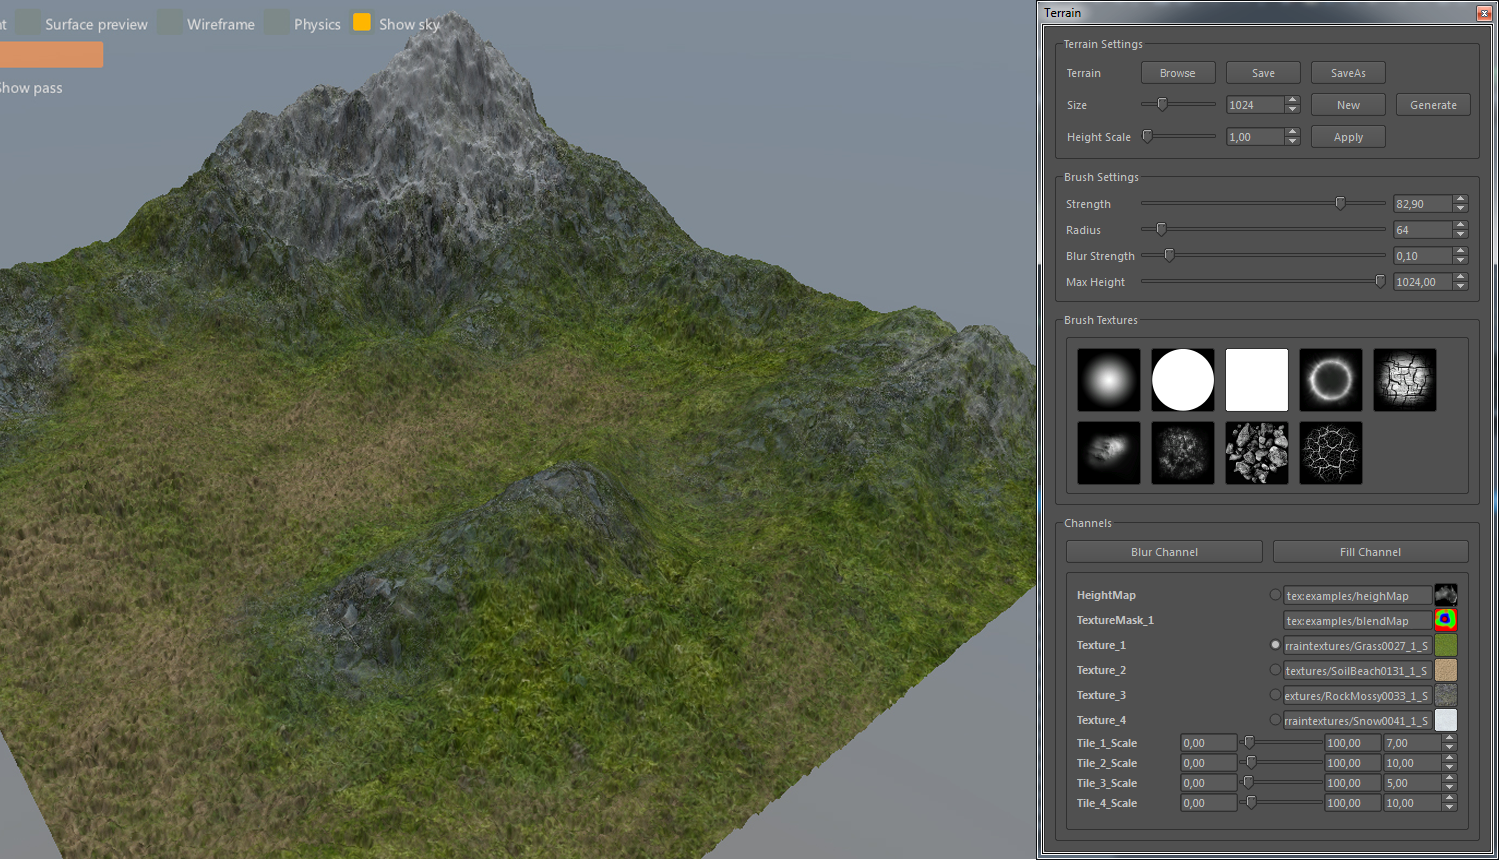 nt Surface preview Wireframe Physics Show sky
Show pass
Terrain
Terrain Settings
Terrain Browse Save SaveAs
Size 1024 New Generate
Height Scale 1,00 Apply
Brush Settings
Strength 82,90
Radius 64
Blur Strength 0,10
Max Height 1024,00
Brush Textures
Channels
Blur Channel Fill Channel
HeightMap tex:examples/heighMap
TextureMask_1 tex:examples/blendMap
Texture_1 rraintextures/Grass0027_1_S
Texture_2 textures/SoilBeach0131_1_S
Texture_3 extures/RockMossy0033_1_S
Texture_4 rraintextures/Snow0041_1_S
Tile_1_Scale 0,00 100,00 7,00
Tile_2_Scale 0,00 100,00 10,00
Tile_3_Scale 0,00 100,00 5,00
Tile_4_Scale 0,00 100,00 10,00